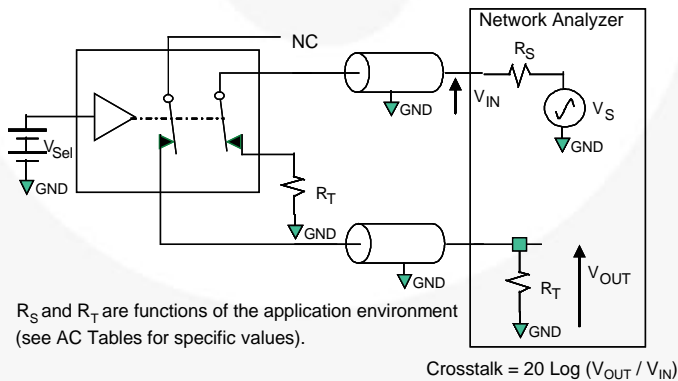 Network Analyzer
NC
R_S
V_IN
V_S
GND
GND
V_Sel
GND
R_T
GND
GND
R_T
V_OUT
GND
R_S and R_T are functions of the application environment
(see AC Tables for specific values).
Crosstalk = 20 Log (V_OUT / V_IN)